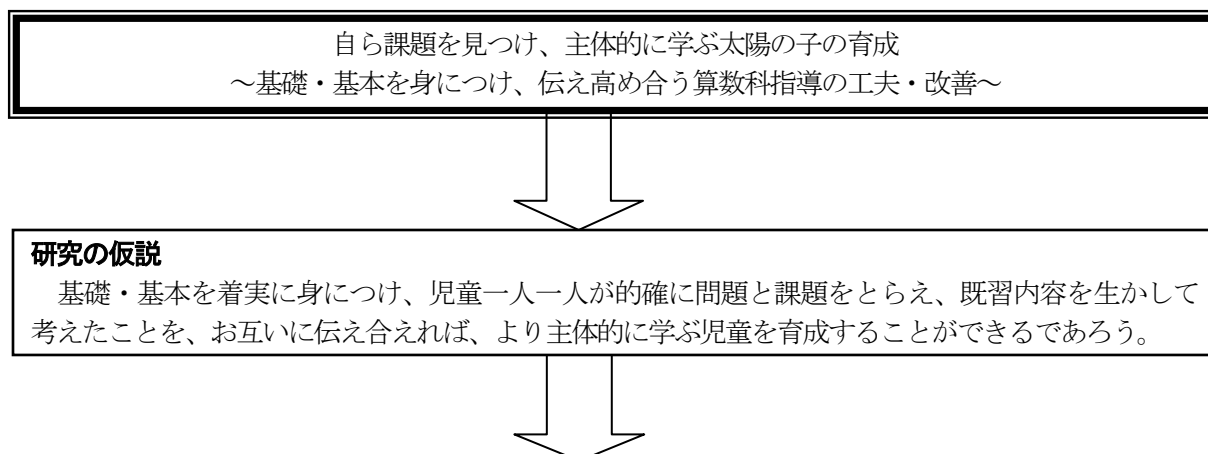 自ら課題を見つけ、主体的に学ぶ太陽の子の育成
～基礎・基本を身につけ、伝え高め合う算数科指導の工夫・改善～
研究の仮説
基礎・基本を着実に身につけ、児童一人一人が的確に問題と課題をとらえ、既習内容を生かして
考えたことを、お互いに伝え合えれば、より主体的に学ぶ児童を育成することができるであろう。